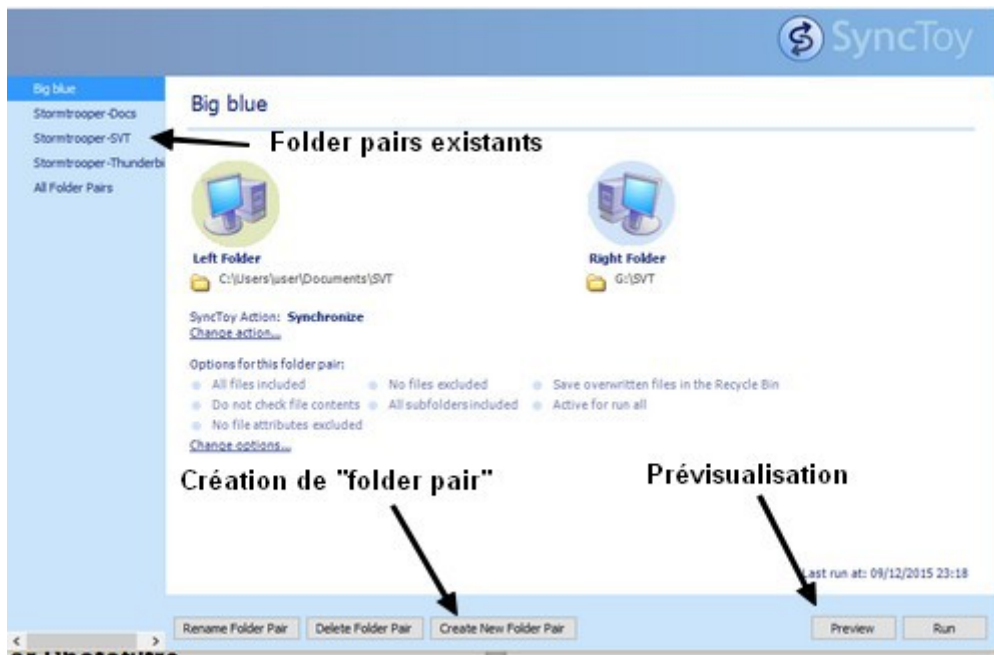 SyncToy
Big blue
Stormtrooper-Docs
Stormtrooper-SVT
Stormtrooper-Thunderbi
All Folder Pairs
Big blue
Folder pairs existants
Left Folder
C:\Users\user\Documents\SVT
Right Folder
G:\SVT
SyncToy Action: Synchronize
Change action...
Options for this folder pair:
All files included No files excluded Save overwritten files in the Recycle Bin
Do not check file contents All subfolders included Active for run all
No file attributes excluded
Change options...
Création de "folder pair" Prévisualisation
Last run at: 09/12/2015 23:18
Rename Folder Pair Delete Folder Pair Create New Folder Pair Preview Run